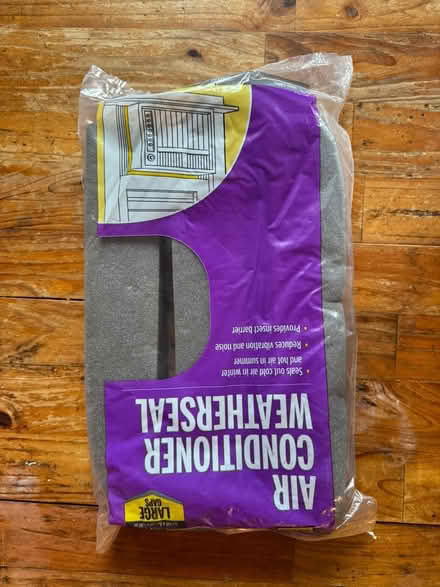 LARGE
GAPS
AIR
CONDITIONER
WEATHERSEAL
• Seals out cold air in winter
and hot air in summer
• Reduces vibration and noise
• Provides insect barrier